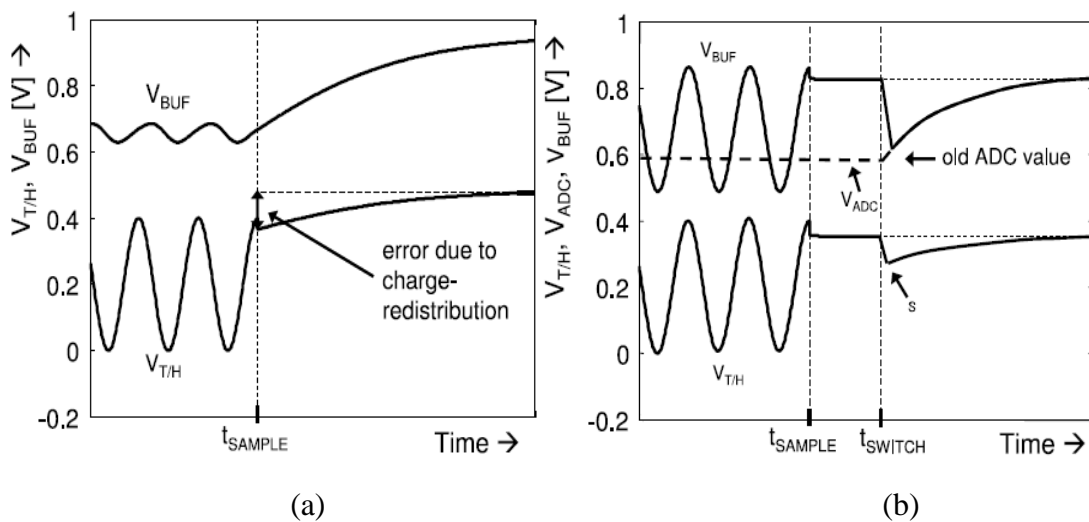 V_T/H, V_BUF [V] →
1
0.8
0.6
0.4
0.2
0
-0.2
V_BUF
error due to
charge-
redistribution
V_T/H
t_SAMPLE
Time →
(a)
V_T/H, V_ADC, V_BUF [V] →
1
0.8
0.6
0.4
0.2
0
-0.2
V_BUF
old ADC value
V_ADC
s
V_T/H
t_SAMPLE
t_SWITCH
Time →
(b)